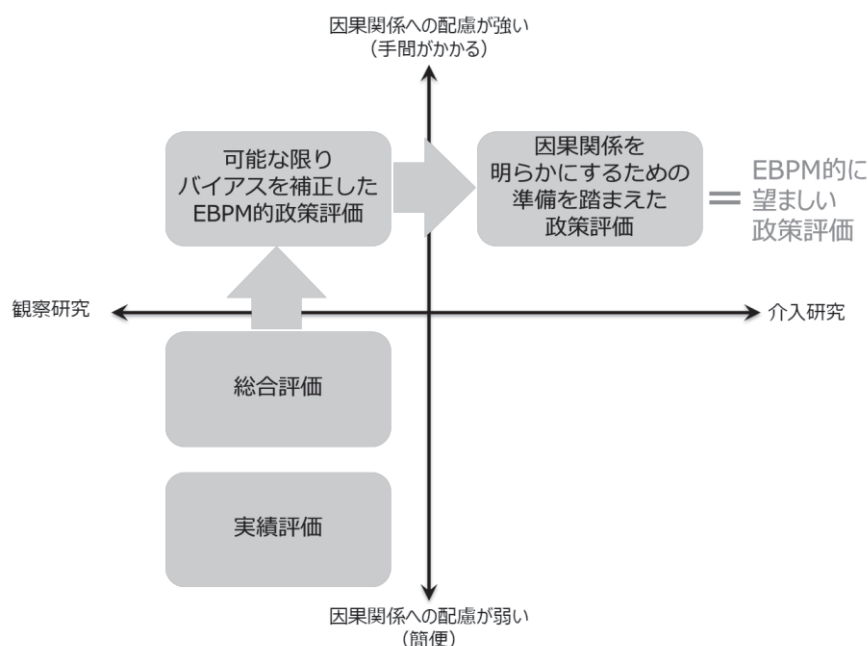 因果関係への配慮が強い
（手間がかかる）
可能な限り
バイアスを補正した
EBPM的政策評価
因果関係を
明らかにするための
準備を踏まえた
政策評価
＝
EBPM的に
望ましい
政策評価
観察研究
介入研究
総合評価
実績評価
因果関係への配慮が弱い
（簡便）